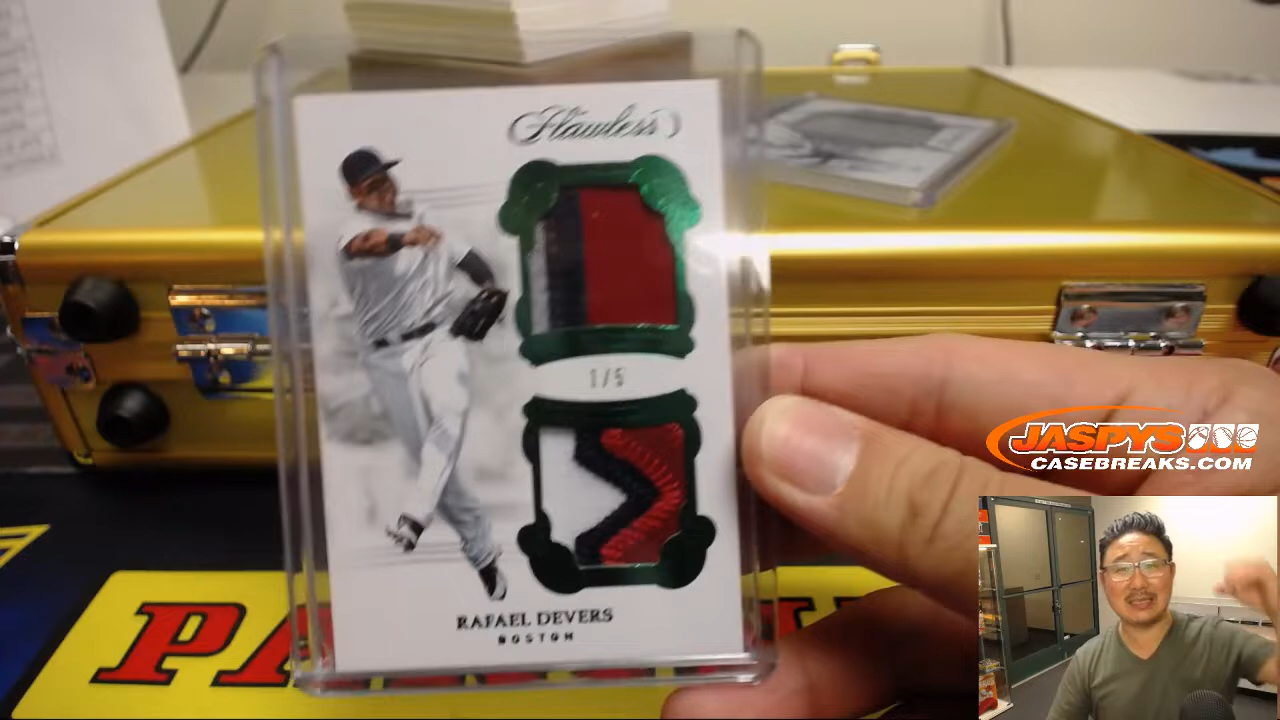 Flawless
1/5
RAFAEL DEVERS
BOSTON
JASPYS
CASEBREAKS.COM